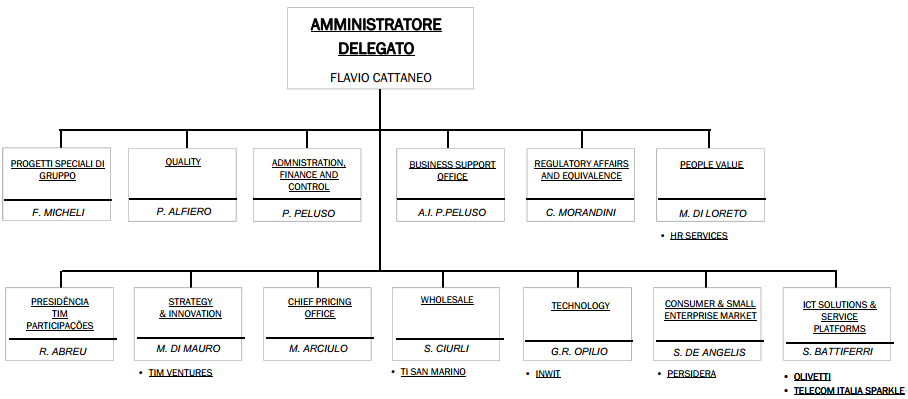 AMMINISTRATORE
DELEGATO
FLAVIO CATTANEO
PROGETTI SPECIALI DI
GRUPPO
F. MICHELI
QUALITY
P. ALFIERO
ADMNISTRATION,
FINANCE AND
CONTROL
P. PELUSO
BUSINESS SUPPORT
OFFICE
A.I. P.PELUSO
REGULATORY AFFAIRS
AND EQUIVALENCE
C. MORANDINI
PEOPLE VALUE
M. DI LORETO
• HR SERVICES
PRESIDÊNCIA
TIM
PARTICIPAÇÕES
R. ABREU
STRATEGY
& INNOVATION
M. DI MAURO
• TIM VENTURES
CHIEF PRICING
OFFICE
M. ARCIULO
WHOLESALE
S. CIURLI
• TI SAN MARINO
TECHNOLOGY
G.R. OPILIO
• INWIT
CONSUMER & SMALL
ENTERPRISE MARKET
S. DE ANGELIS
• PERSIDERA
ICT SOLUTIONS &
SERVICE
PLATFORMS
S. BATTIFERRI
• OLIVETTI
• TELECOM ITALIA SPARKLE